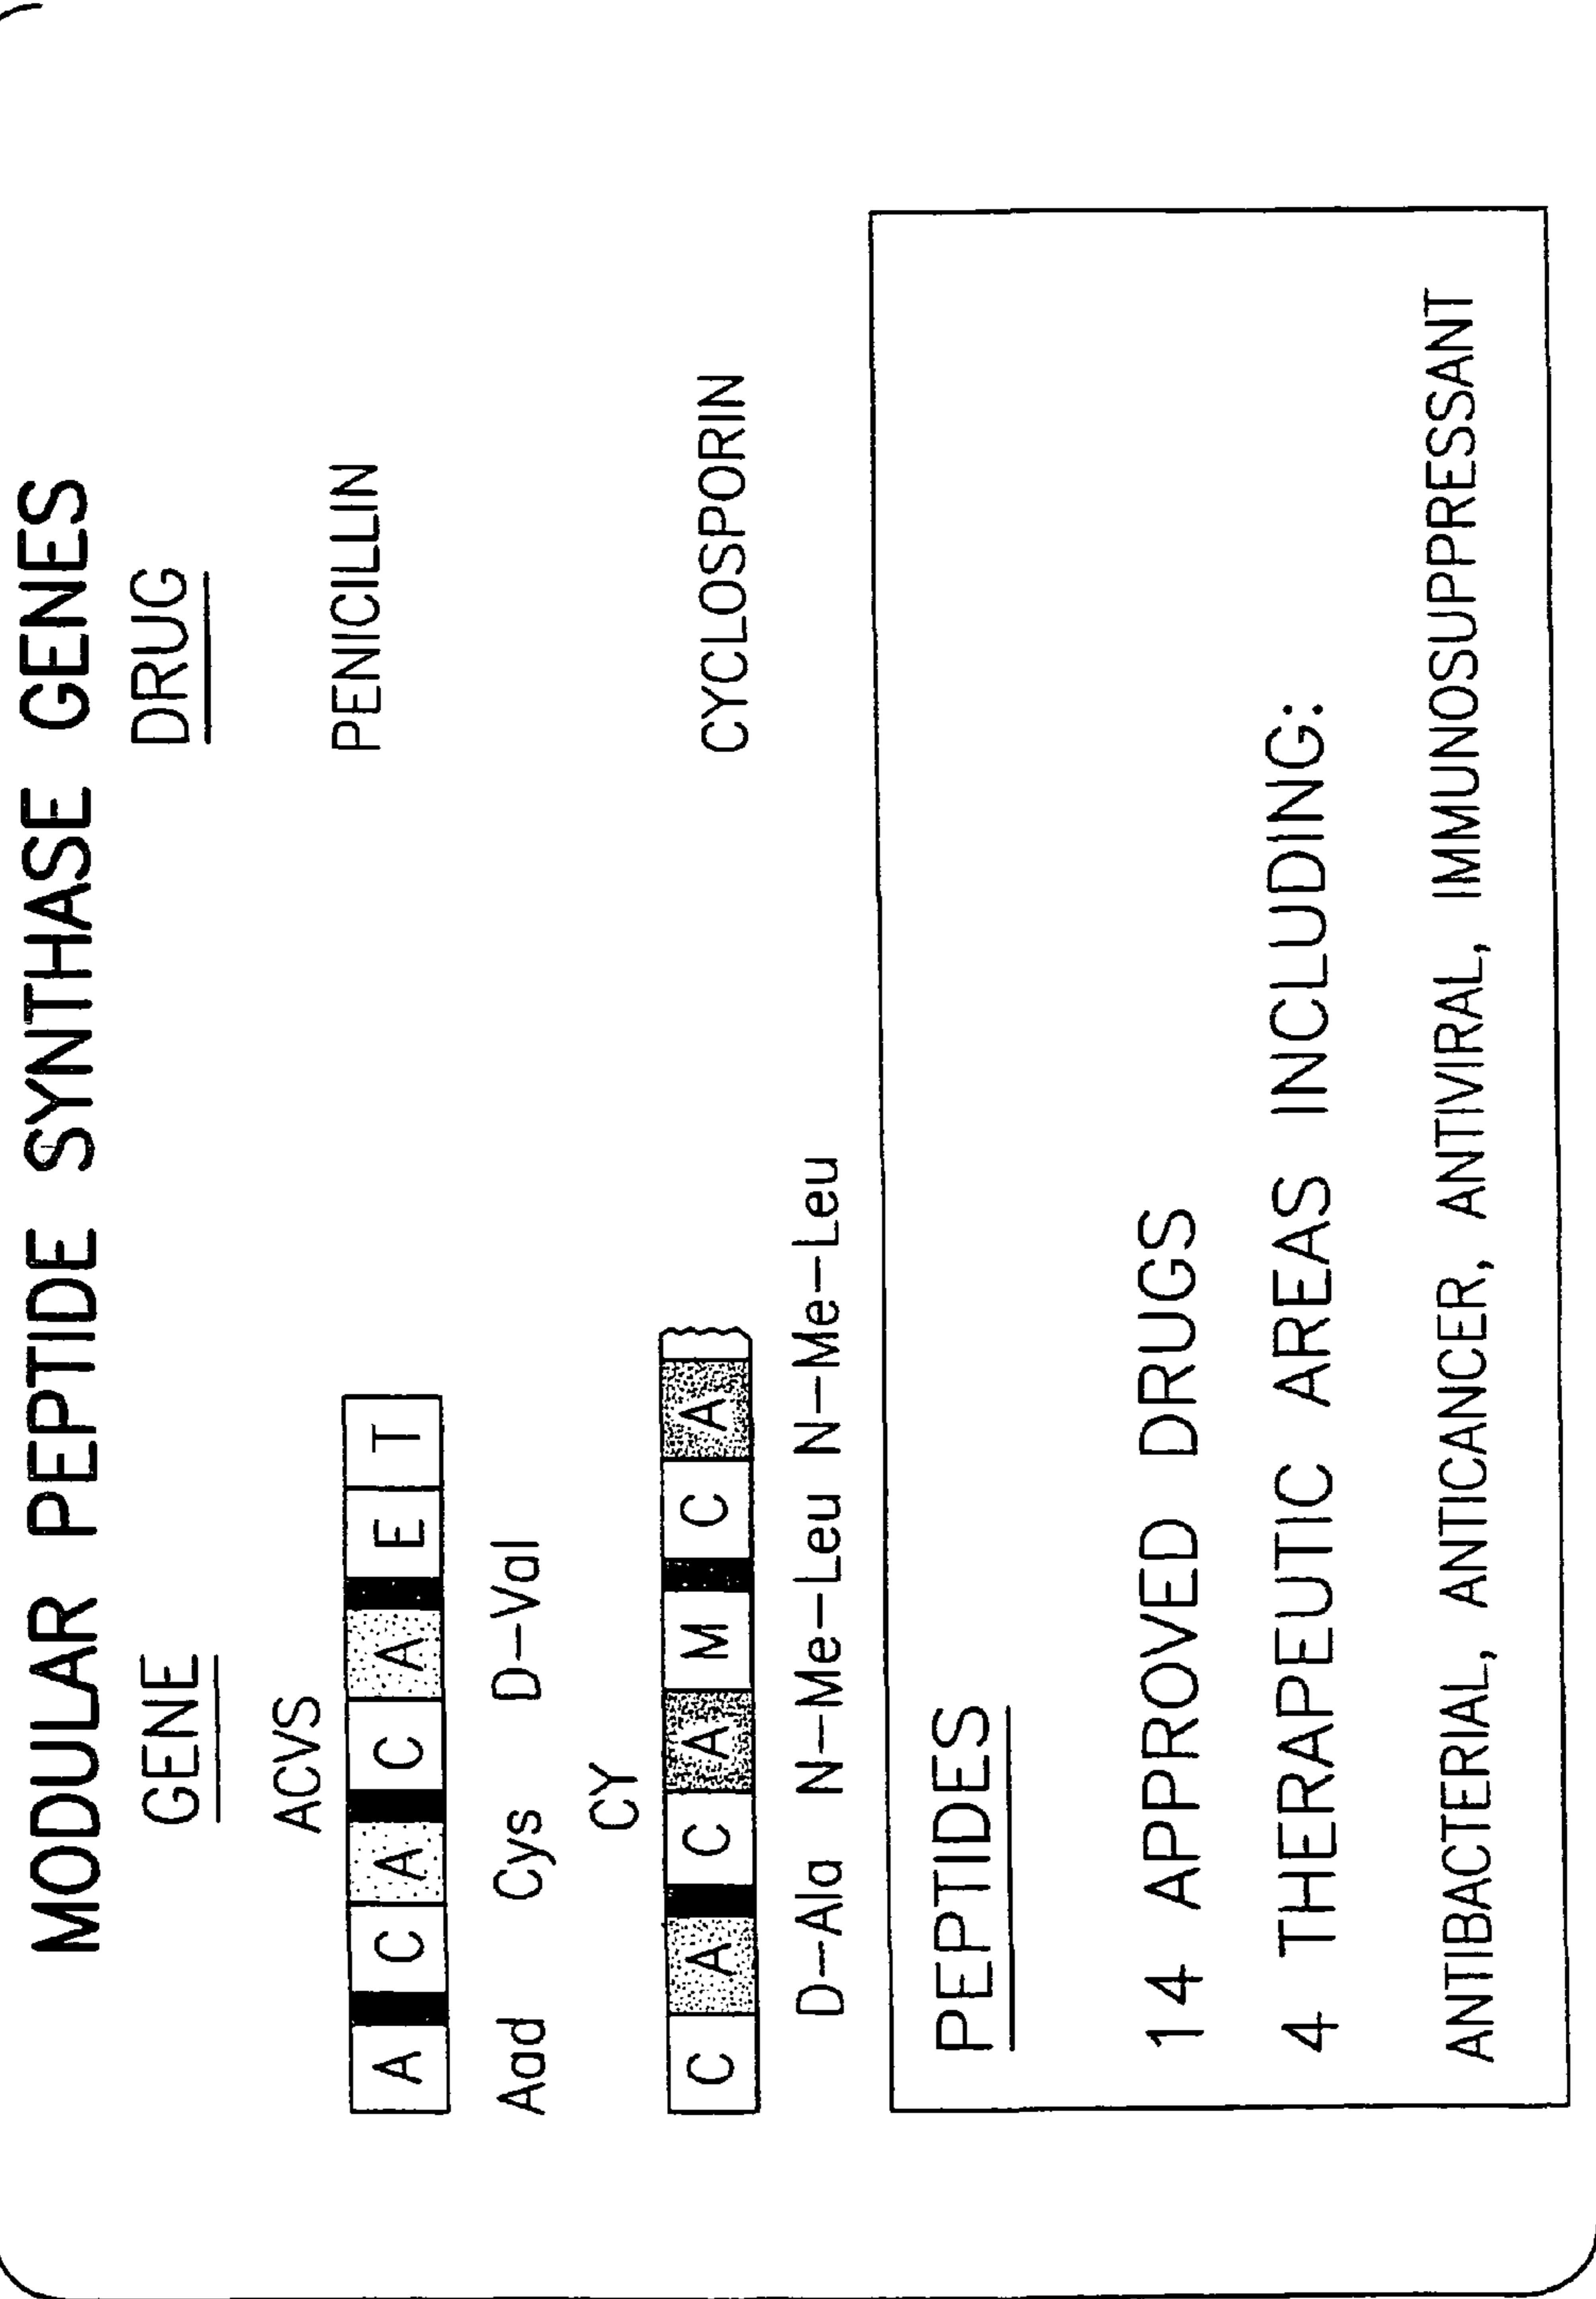 MODULAR PEPTIDE SYNTHASE GENES
GENE DRUG
ACVS
A C A C A E T PENICILLIN
Aad Cys D-Val
CY
C A C A M C A CYCLOSPORIN
D-Ala N-Me-Leu N-Me-Leu
PEPTIDES
14 APPROVED DRUGS
4 THERAPEUTIC AREAS INCLUDING:
ANTIBACTERIAL, ANTICANCER, ANTIVIRAL, IMMUNOSUPPRESSANT